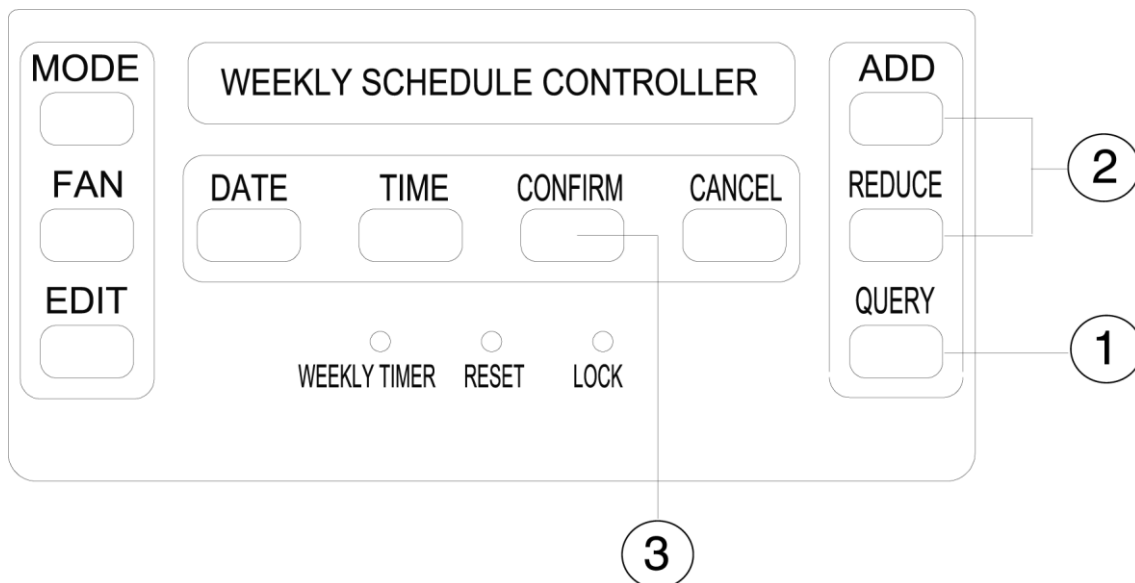 MODE
WEEKLY SCHEDULE CONTROLLER
ADD
FAN
DATE
TIME
CONFIRM
CANCEL
REDUCE
2
EDIT
QUERY
1
WEEKLY TIMER
RESET
LOCK
3